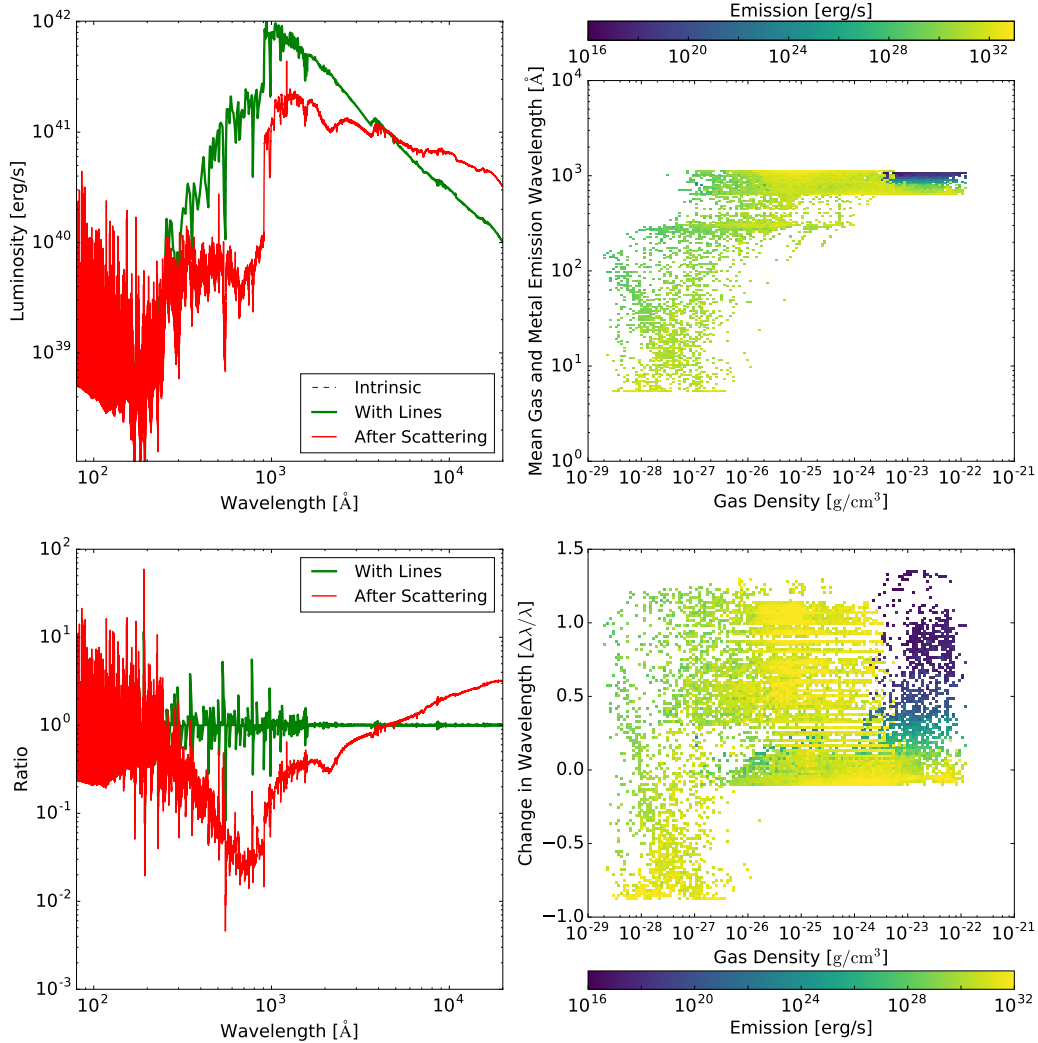 10^42
10^41
10^40
10^39
Luminosity [erg/s]
Intrinsic
With Lines
After Scattering
10^2 10^3 10^4
Wavelength [Å]
Emission [erg/s]
10^16 10^20 10^24 10^28 10^32
10^4
10^3
10^2
10^1
10^0
Mean Gas and Metal Emission Wavelength [Å]
10^-29 10^-28 10^-27 10^-26 10^-25 10^-24 10^-23 10^-22 10^-21
Gas Density [g/cm^3]
10^2
10^1
10^0
10^-1
10^-2
10^-3
Ratio
With Lines
After Scattering
10^2 10^3 10^4
Wavelength [Å]
1.5
1.0
0.5
0.0
−0.5
−1.0
Change in Wavelength [Δλ/λ]
10^-29 10^-28 10^-27 10^-26 10^-25 10^-24 10^-23 10^-22 10^-21
Gas Density [g/cm^3]
10^16 10^20 10^24 10^28 10^32
Emission [erg/s]